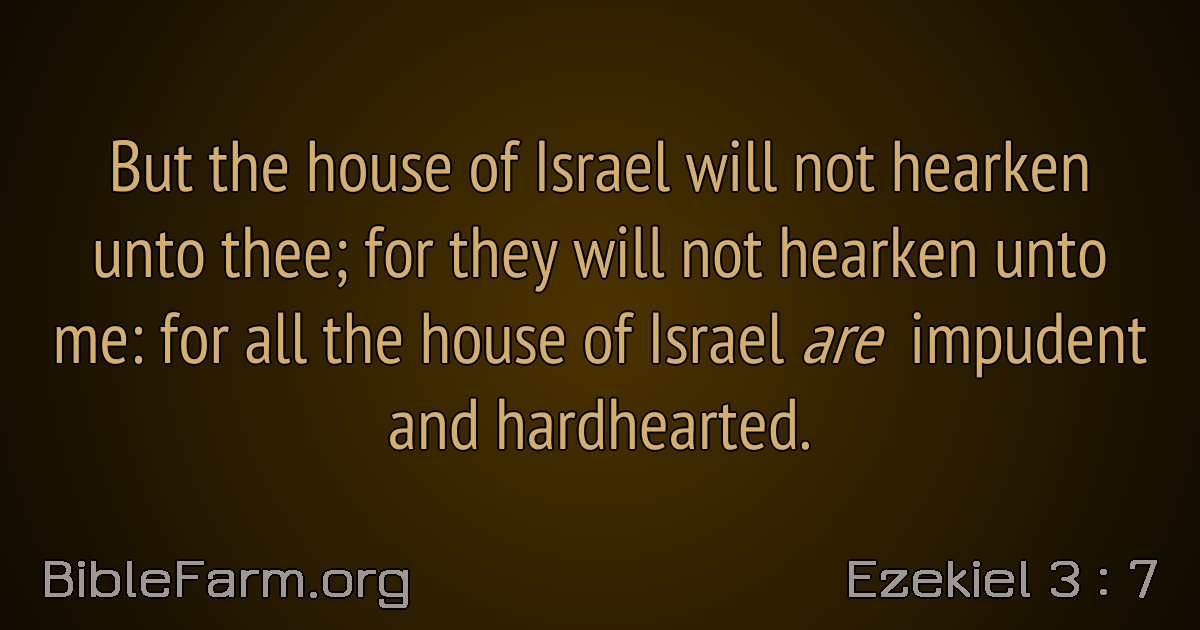 But the house of Israel will not hearken
unto thee; for they will not hearken unto
me: for all the house of Israel are impudent
and hardhearted.
BibleFarm.org
Ezekiel 3 : 7